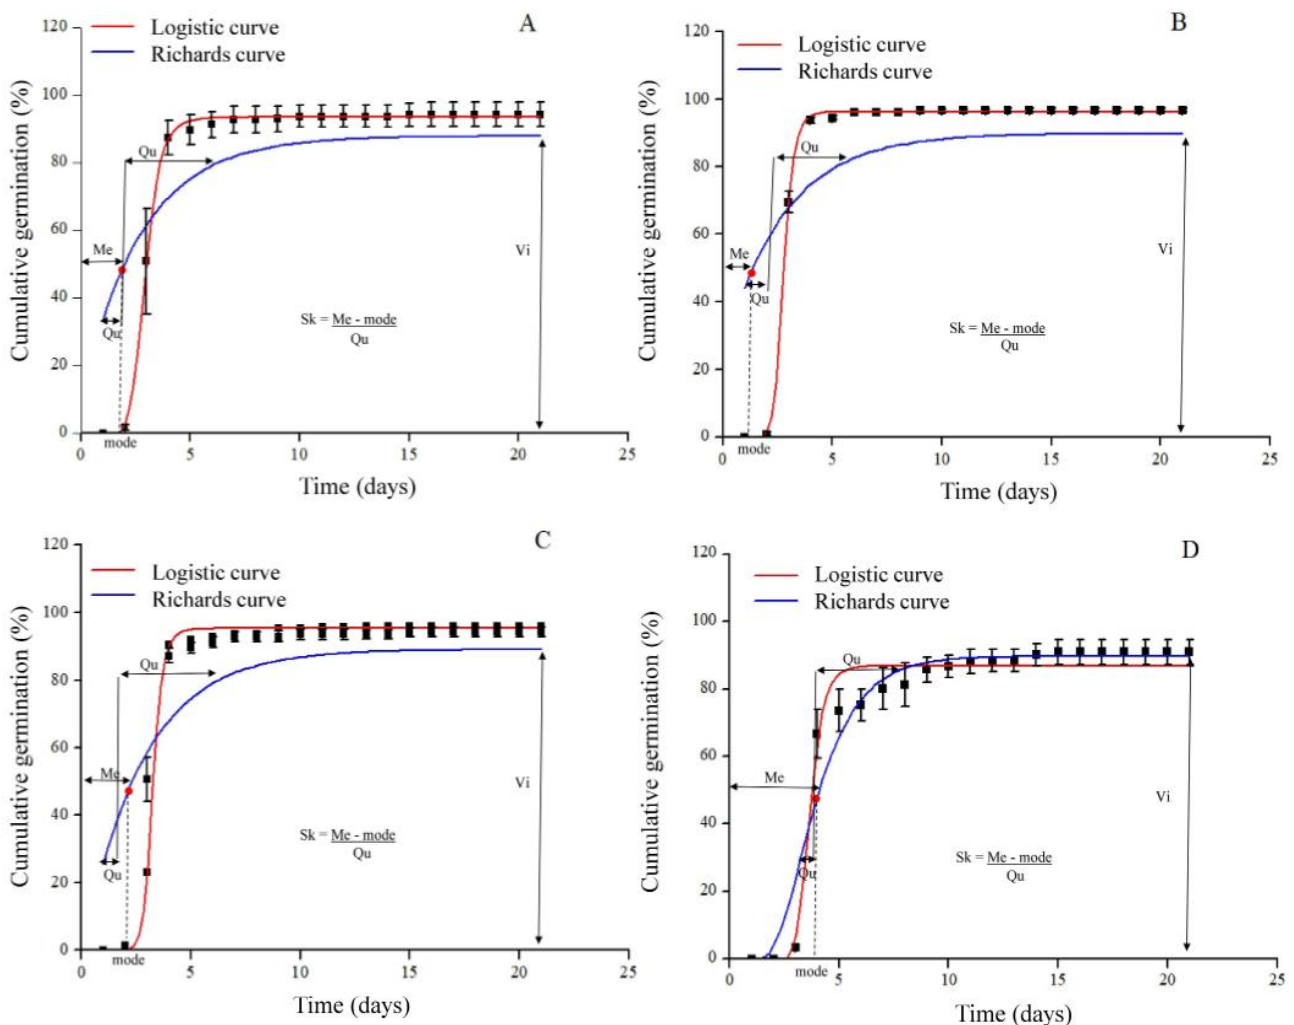 A
Logistic curve
Richards curve
Cumulative germination (%)
120
100
80
60
40
20
0
Qu
Me
Qu
Vi
Sk = Me - mode
Qu
mode
0
5
10
15
20
25
Time (days)
B
Logistic curve
Richards curve
Cumulative germination (%)
120
100
80
60
40
20
0
Qu
Me
Qu
Vi
Sk = Me - mode
Qu
mode
0
5
10
15
20
25
Time (days)
C
Logistic curve
Richards curve
Cumulative germination (%)
120
100
80
60
40
20
0
Qu
Me
Qu
Vi
Sk = Me - mode
Qu
mode
0
5
10
15
20
25
Time (days)
D
Logistic curve
Richards curve
Cumulative germination (%)
120
100
80
60
40
20
0
Qu
Me
Qu
Vi
Sk = Me - mode
Qu
mode
0
5
10
15
20
25
Time (days)